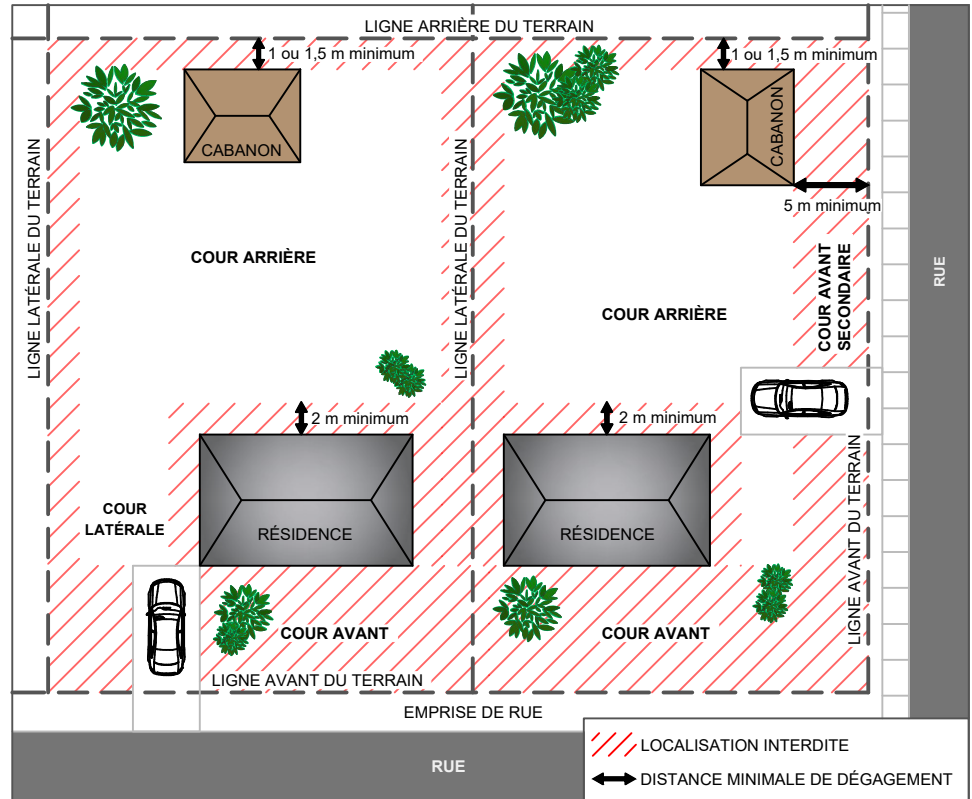 LIGNE ARRIÈRE DU TERRAIN
1 ou 1,5 m minimum
1 ou 1,5 m minimum
CABANON
CABANON
LIGNE LATÉRALE DU TERRAIN
LIGNE LATÉRALE DU TERRAIN
5 m minimum
COUR ARRIÈRE
COUR ARRIÈRE
COUR AVANT
SECONDAIRE
RUE
2 m minimum
2 m minimum
COUR
LATÉRALE
RÉSIDENCE
RÉSIDENCE
LIGNE AVANT DU TERRAIN
COUR AVANT
COUR AVANT
LIGNE AVANT DU TERRAIN
EMPRISE DE RUE
RUE
LOCALISATION INTERDITE
DISTANCE MINIMALE DE DÉGAGEMENT